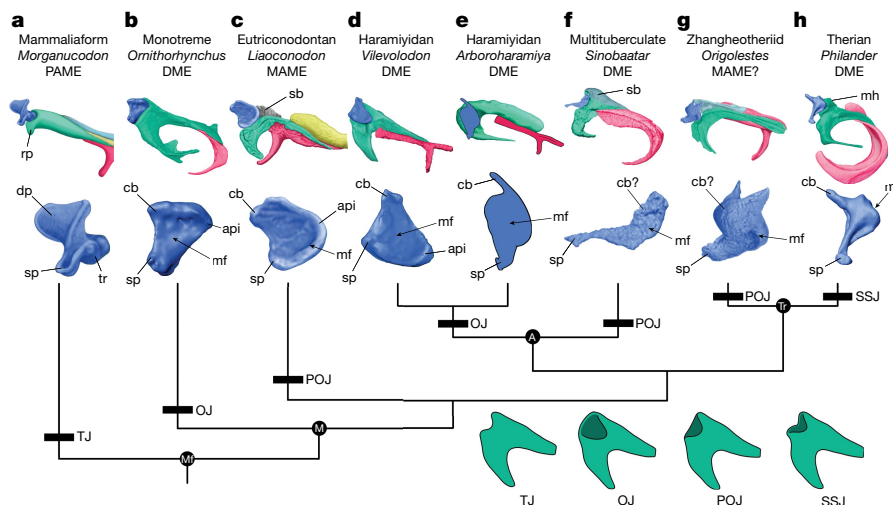 a b c d e f g h
Mammaliaform Monotreme Eutriconodontan Haramiyidan Haramiyidan Multituberculate Zhangheotheriid Therian
Morganucodon Ornithorhynchus Liaoconodon Vilevolodon Arboroharamiya Sinobaatar Origolestes Philander
PAME DME MAME DME DME DME MAME? DME
sb sb mh
rp
dp cb cb cb cb cb? cb? cb
api api mf mf mf api mf mf
sp tr sp mf sp sp sp sp sp sp
POJ Tr SSJ
OJ A POJ
POJ
OJ
TJ M
Mf
TJ OJ POJ SSJ